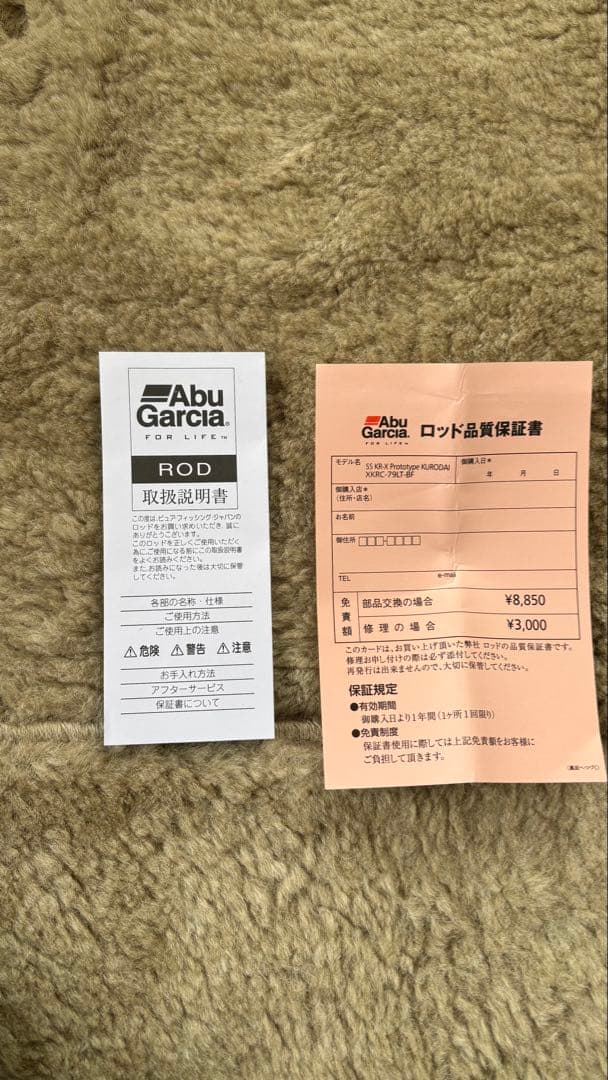 Abu
Garcia®
FOR LIFE™
ROD
取扱説明書
この度は、ピュアフィッシング・ジャパンの
ロッドをお買い求めいただき、誠に
ありがとうございます。
このロッドを正しくご使用いただく
為に、ご使用になる前にこの取扱説明書
をよくお読みください。
また、お読みになった後は大切に保管
してください。
各部の名称・仕様
ご使用方法
ご使用上の注意
⚠危険 ⚠警告 ⚠注意
お手入れ方法
アフターサービス
保証書について
Abu
Garcia®
FOR LIFE™
ロッド品質保証書
モデル名 SS KR-X Prototype KURODAI
XKRC-79LT-BF
御購入日*
年 月 日
御購入店*
(住所・店名)
お名前
御住所 □□□-□□□□
TEL e-mail
免責額
部品交換の場合 ¥8,850
修理の場合 ¥3,000
このカードは、お買い上げ頂いた弊社 ロッドの品質保証書です。
修理お申し付けの際は必ず添付してください。
再発行は出来ませんので、大切に保管してください。
保証規定
●有効期間
御購入日より1年間(1ヶ所1回限り)
●免責制度
保証書使用に際しては上記免責額をお客様に
ご負担して頂きます。